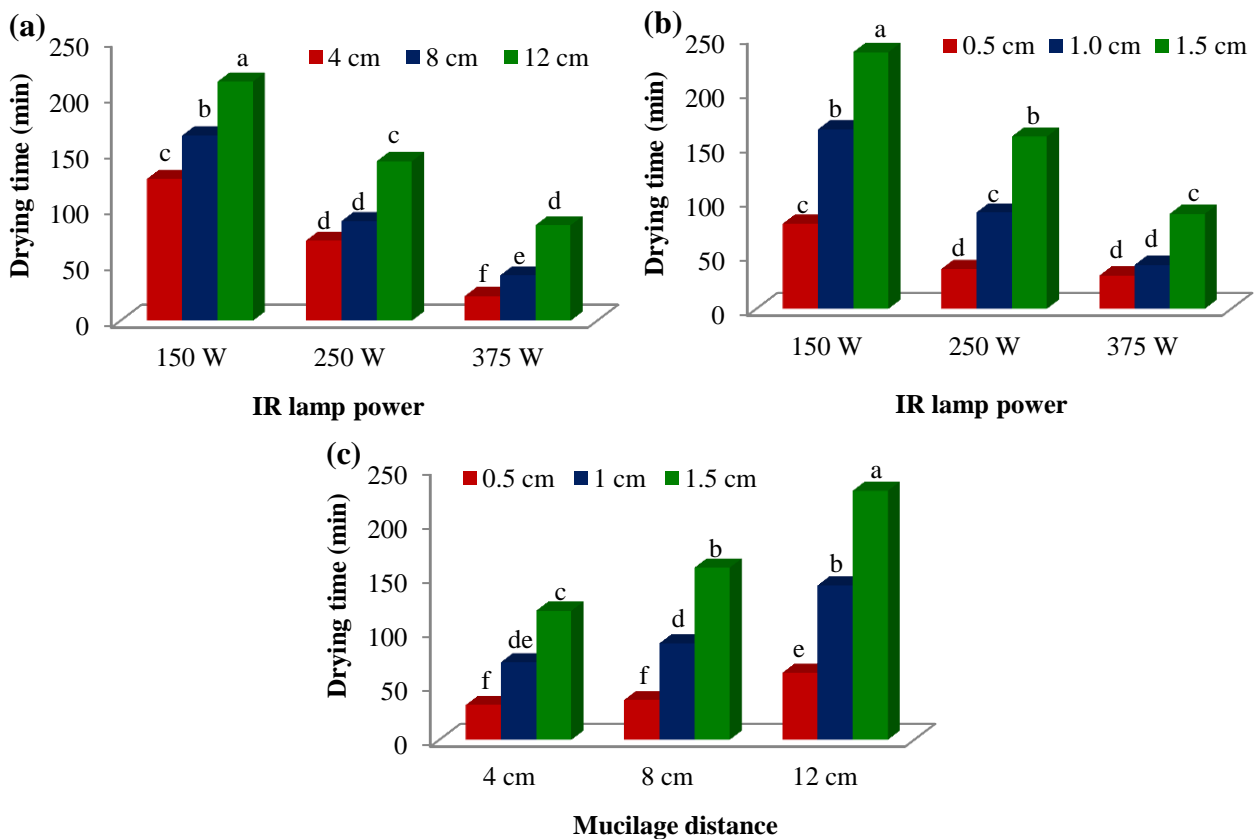 (a)
250
200
150
100
50
0
Drying time (min)
4 cm 8 cm 12 cm
c b a
d d c
f e d
150 W 250 W 375 W
IR lamp power
(b)
250
200
150
100
50
0
Drying time (min)
0.5 cm 1.0 cm 1.5 cm
c b a
d c b
d d c
150 W 250 W 375 W
IR lamp power
(c)
250
200
150
100
50
0
Drying time (min)
0.5 cm 1 cm 1.5 cm
f de c
f d b
e b a
4 cm 8 cm 12 cm
Mucilage distance